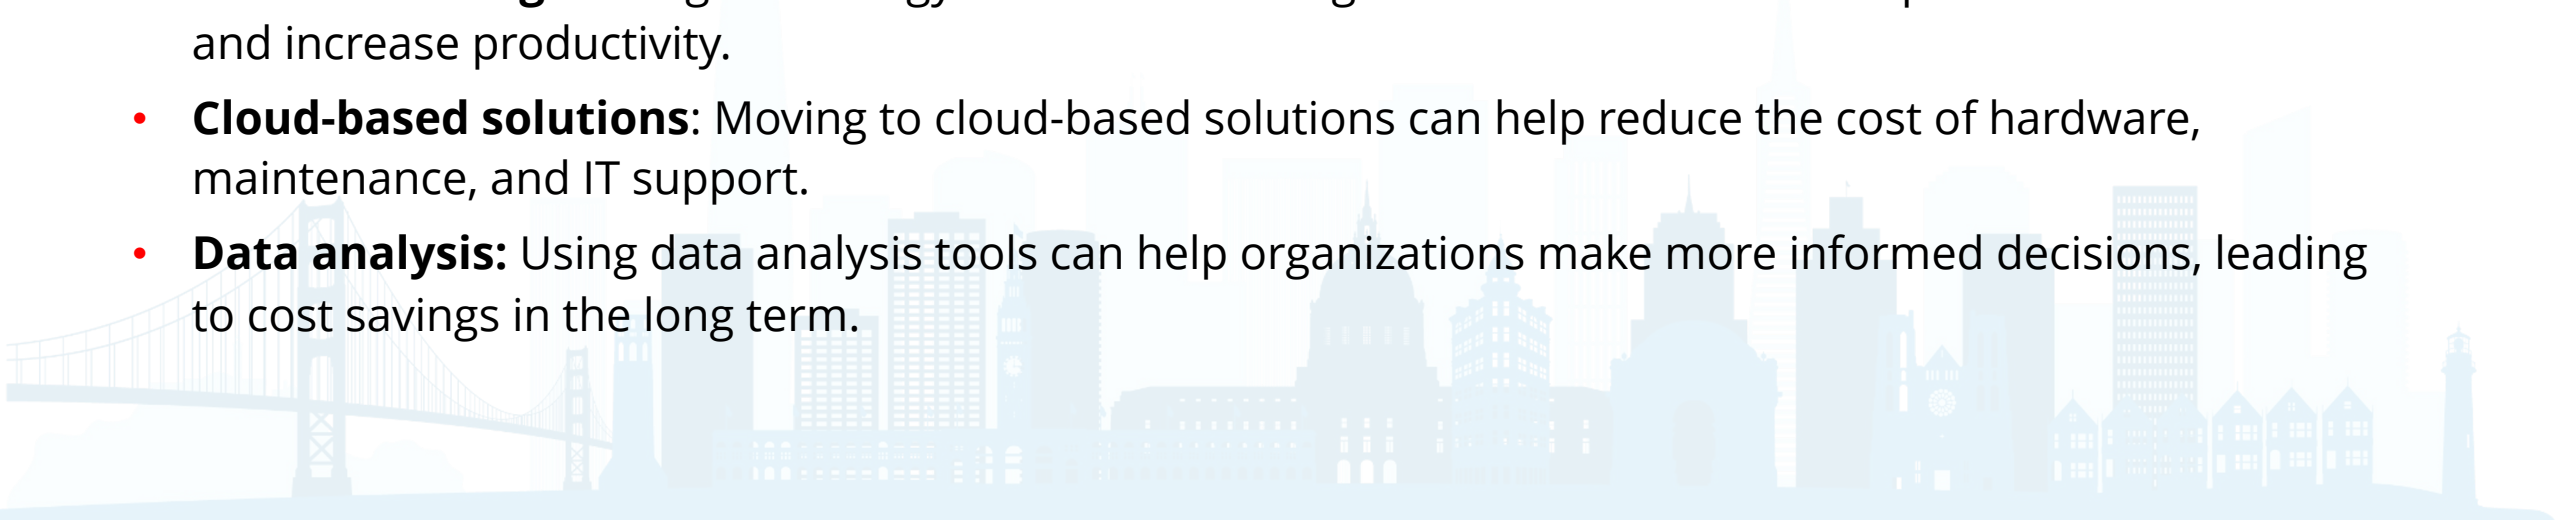 and increase productivity.
• Cloud-based solutions: Moving to cloud-based solutions can help reduce the cost of hardware,
maintenance, and IT support.
• Data analysis: Using data analysis tools can help organizations make more informed decisions, leading
to cost savings in the long term.